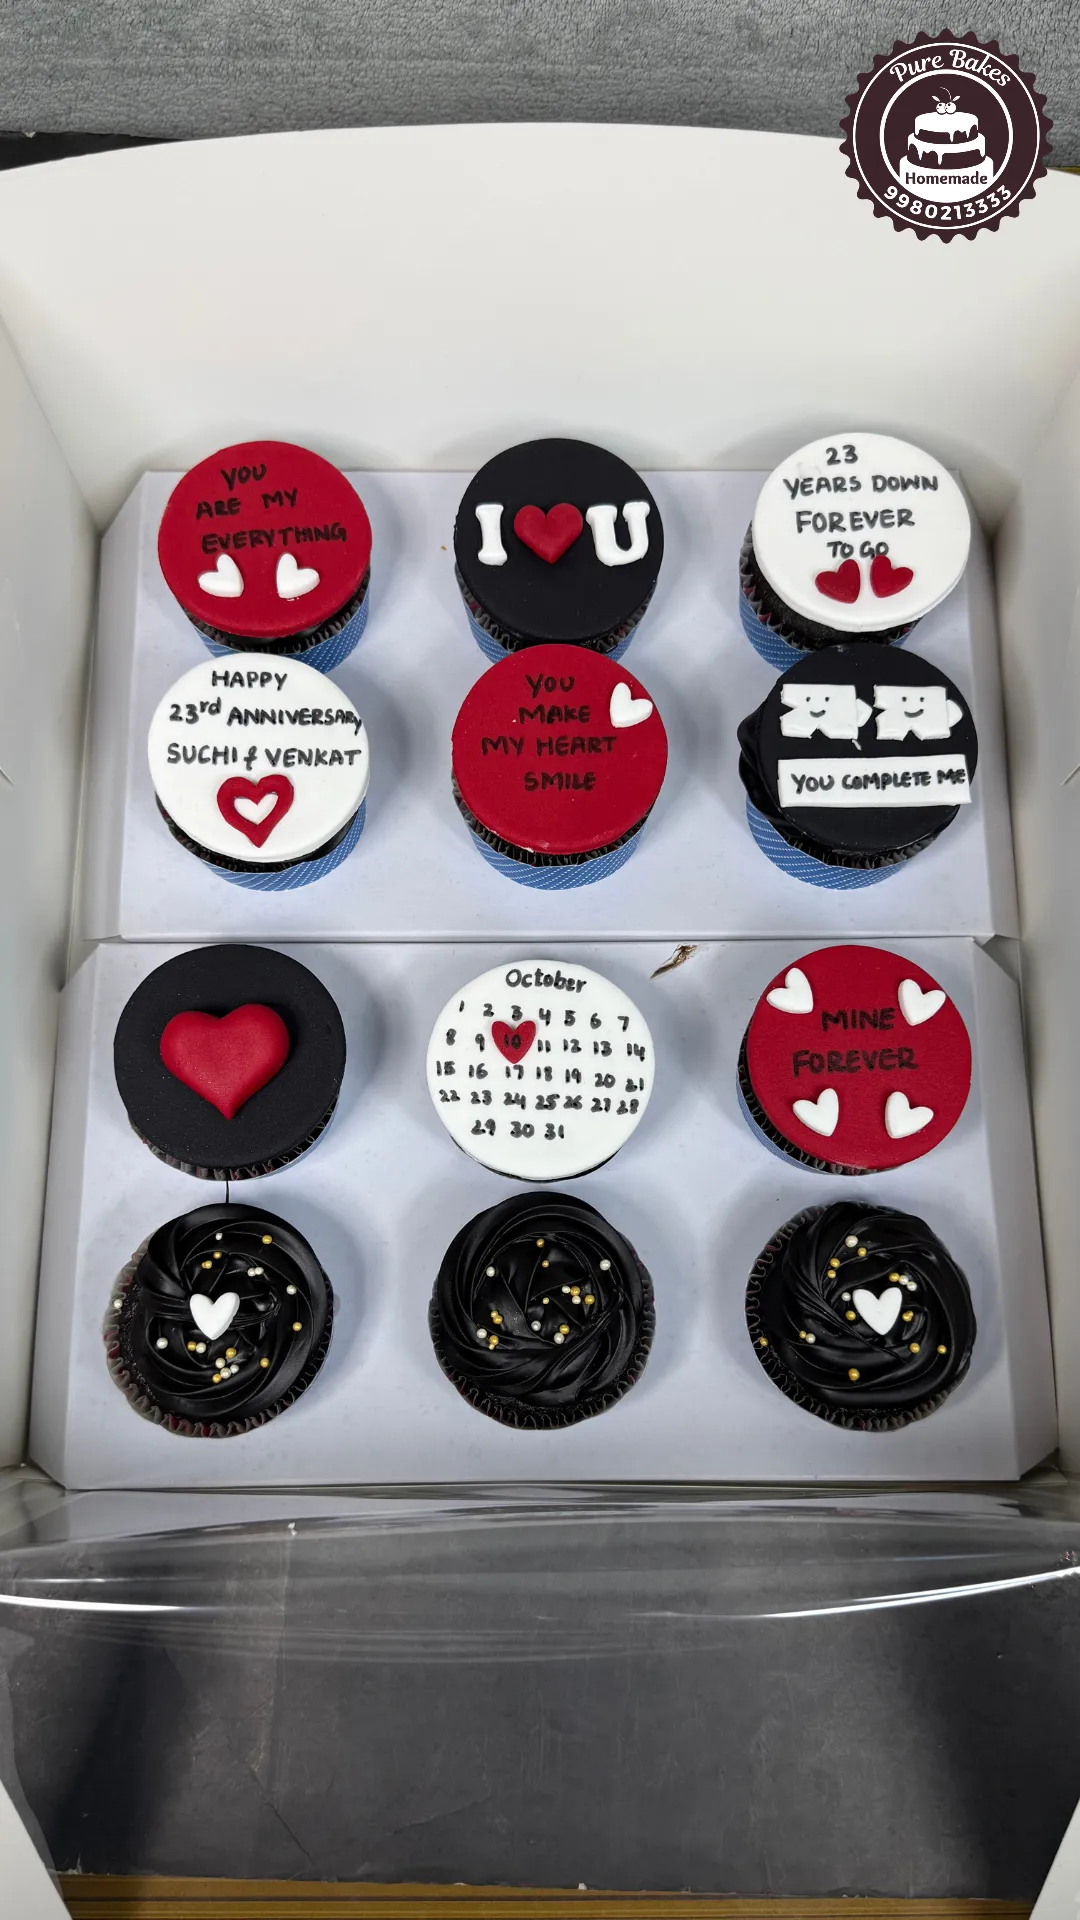 Pure Bakes
Homemade
9980213333
YOU
ARE MY
EVERYTHING
I U
23
YEARS DOWN
FOREVER
TO GO
HAPPY
23rd ANNIVERSARY
SUCHI & VENKAT
YOU
MAKE
MY HEART
SMILE
YOU COMPLETE ME
October
1 2 3 4 5 6 7
8 9 10 11 12 13 14
15 16 17 18 19 20 21
22 23 24 25 26 27 28
29 30 31
MINE
FOREVER